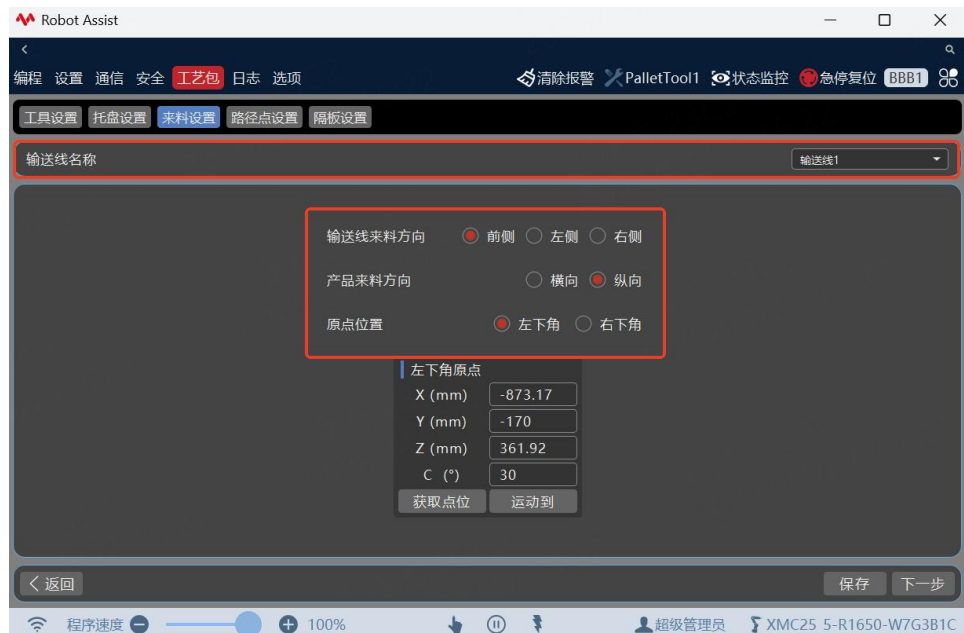 Robot Assist
编程 设置 通信 安全 工艺包 日志 选项 清除报警 PalletTool1 状态监控 急停复位 BBB1
工具设置 托盘设置 来料设置 路径点设置 隔板设置
输送线名称 输送线1
输送线来料方向 前侧 左侧 右侧
产品来料方向 横向 纵向
原点位置 左下角 右下角
左下角原点
X (mm) -873.17
Y (mm) -170
Z (mm) 361.92
C (°) 30
获取点位 运动到
返回 保存 下一步
程序速度 100% 超级管理员 XMC25 5-R1650-W7G3B1C